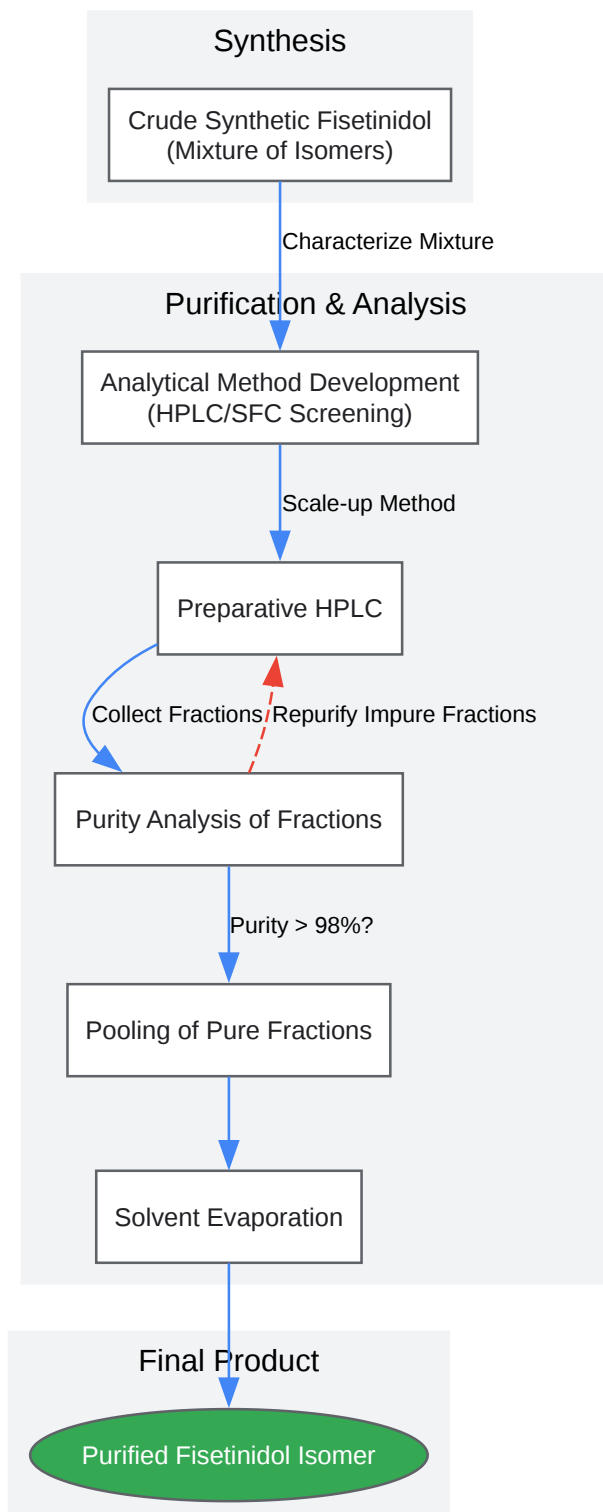 Synthesis
Crude Synthetic Fisetinidol
(Mixture of Isomers)
Characterize Mixture
Purification & Analysis
Analytical Method Development
(HPLC/SFC Screening)
Scale-up Method
Preparative HPLC
Collect Fractions
Repurify Impure Fractions
Purity Analysis of Fractions
Purity > 98%?
Pooling of Pure Fractions
Solvent Evaporation
Final Product
Purified Fisetinidol Isomer